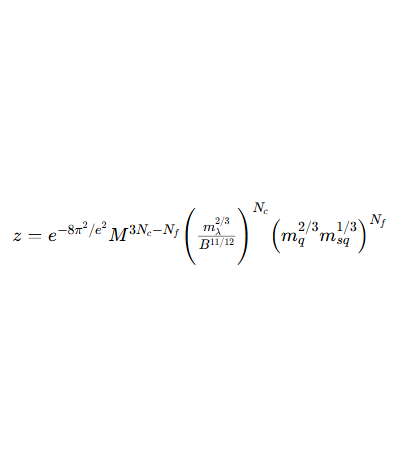 z = e^{-8\pi^2/e^2} M^{3N_c-N_f} \left( \frac{m_\lambda^{2/3}}{B^{11/12}} \right)^{N_c} \left( m_q^{2/3} m_{sq}^{1/3} \right)^{N_f}